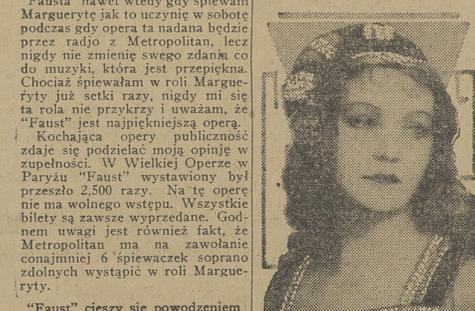 "Fausta" nawet wtedy gdy śpiewam
Marguerytę jak to uczynię w sobotę
podczas gdy opera ta nadana będzie
przez radjo z Metropolitan, lecz
nigdy nie zmienię swego zdania co
do muzyki, która jest przepiękna.
Chociaż śpiewałam w roli Margue-
ryty już setki razy, nigdy mi się
ta rola nie przykrzy i uważam, że
"Faust" jest najpiękniejszą operą.
Kochająca opery publiczność
zdaje się podzielać moją opinję w
zupełności. W Wielkiej Operze w
Paryżu "Faust" wystawiony był
przeszło 2,500 razy. Na tę operę
nie ma wolnego wstępu. Wszystkie
bilety są zawsze wyprzedane. God-
nem uwagi jest również fakt, że
Metropolitan ma na zawołanie
conajmniej 6 śpiewaczek soprano
zdolnych wystąpić w roli Margue-
ryty.
"Faust" cieszy się powodzeniem